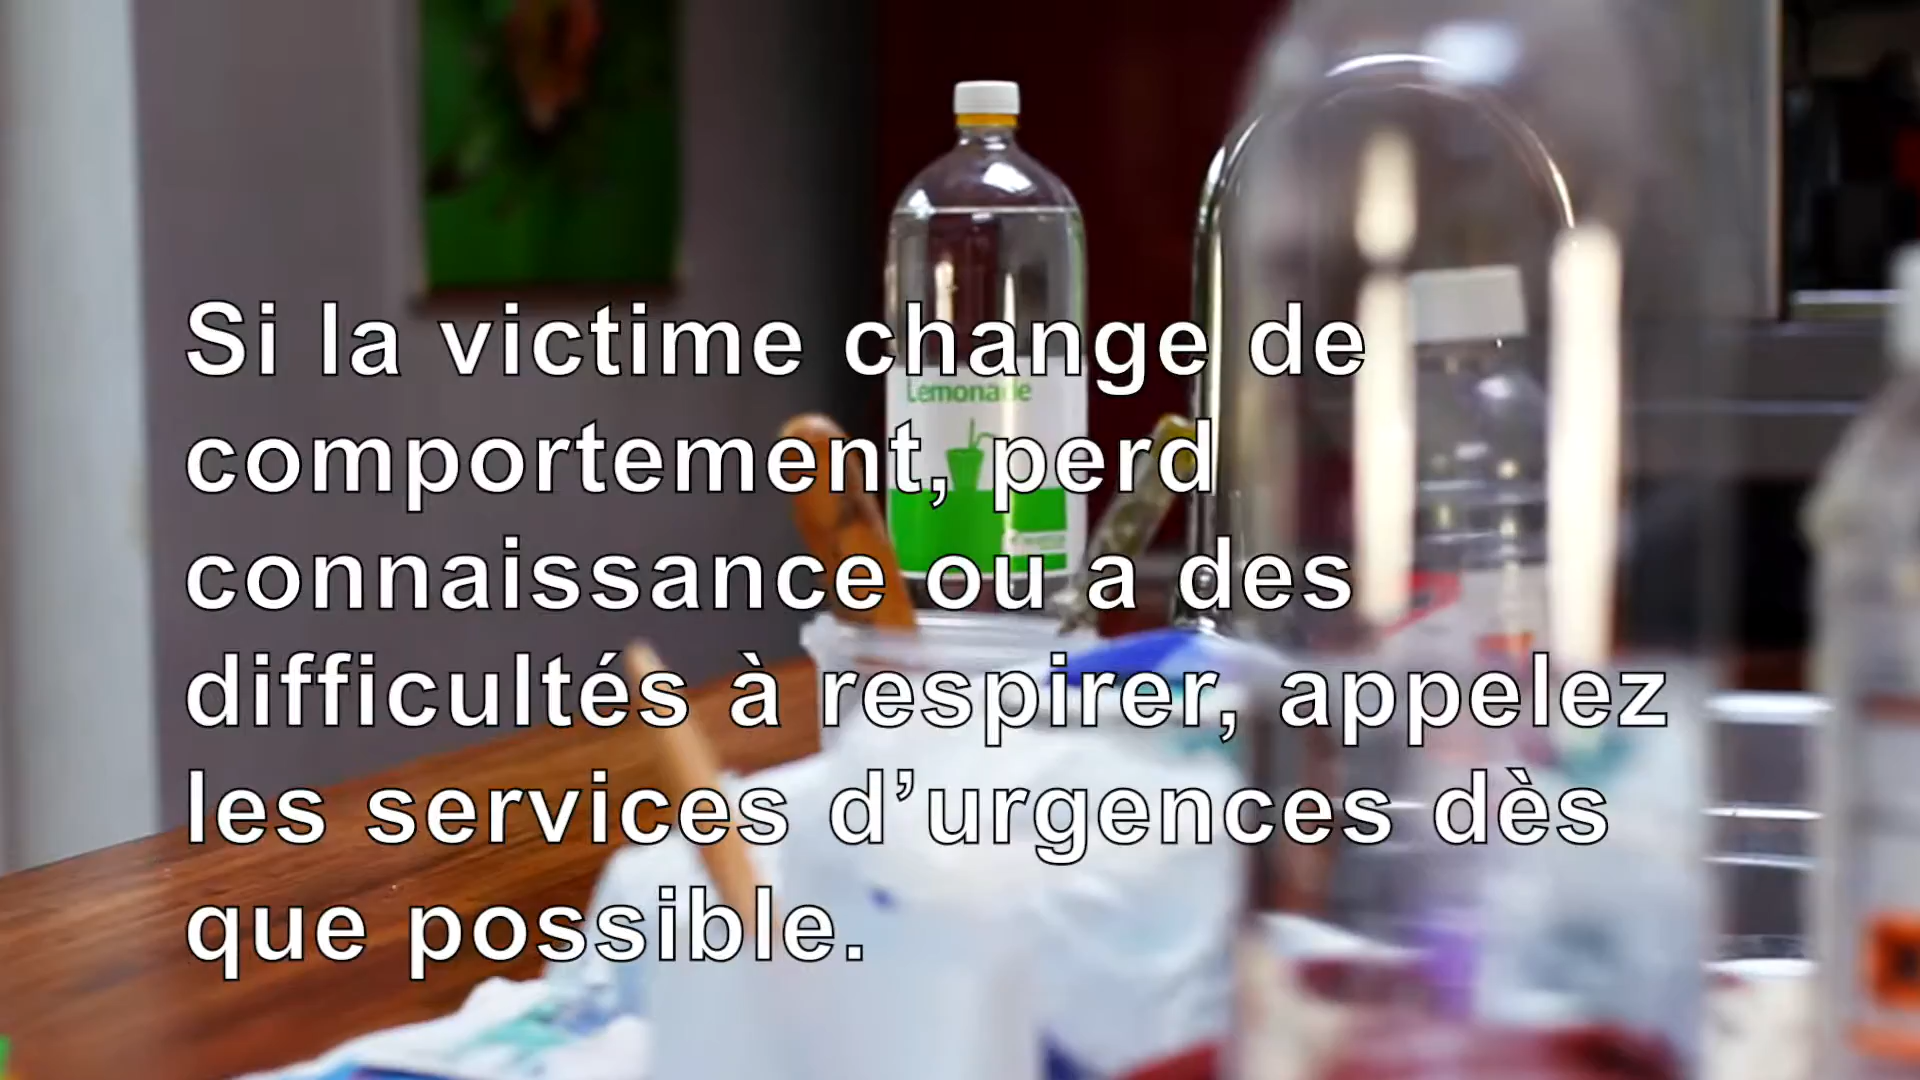 Si la victime change de
Lemonade
comportement, perd
connaissance ou a des
difficultés à respirer, appelez
les services d’urgences dès
que possible.